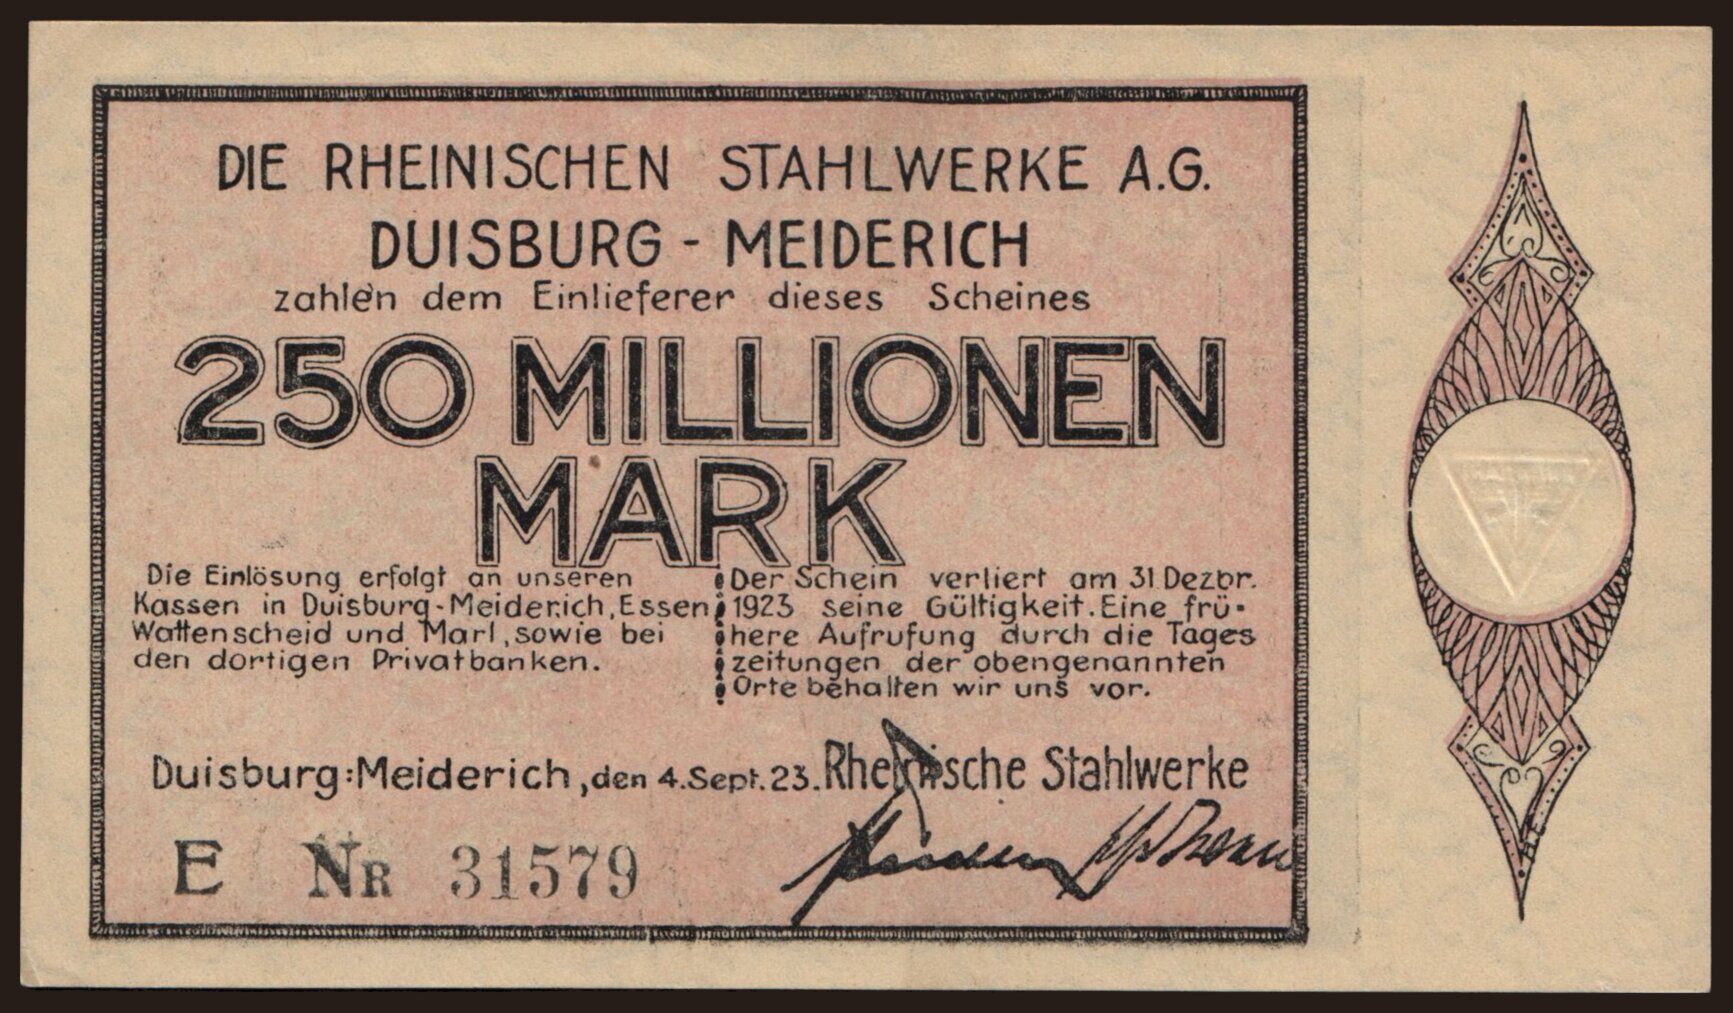 DIE RHEINISCHEN STAHLWERKE A.G.
DUISBURG - MEIDERICH
zahlen dem Einlieferer dieses Scheines
250 MILLIONEN
MARK
Die Einlösung erfolgt an unseren
Kassen in Duisburg-Meiderich, Essen
Wattenscheid und Marl, sowie bei
den dortigen Privatbanken.
Der Schein verliert am 31 Dezbr.
1923 seine Gültigkeit. Eine frü-
here Aufrufung durch die Tages
zeitungen der obengenannten
Orte behalten wir uns vor.
Duisburg-Meiderich, den 4. Sept. 23. Rheinische Stahlwerke
E NR 31579